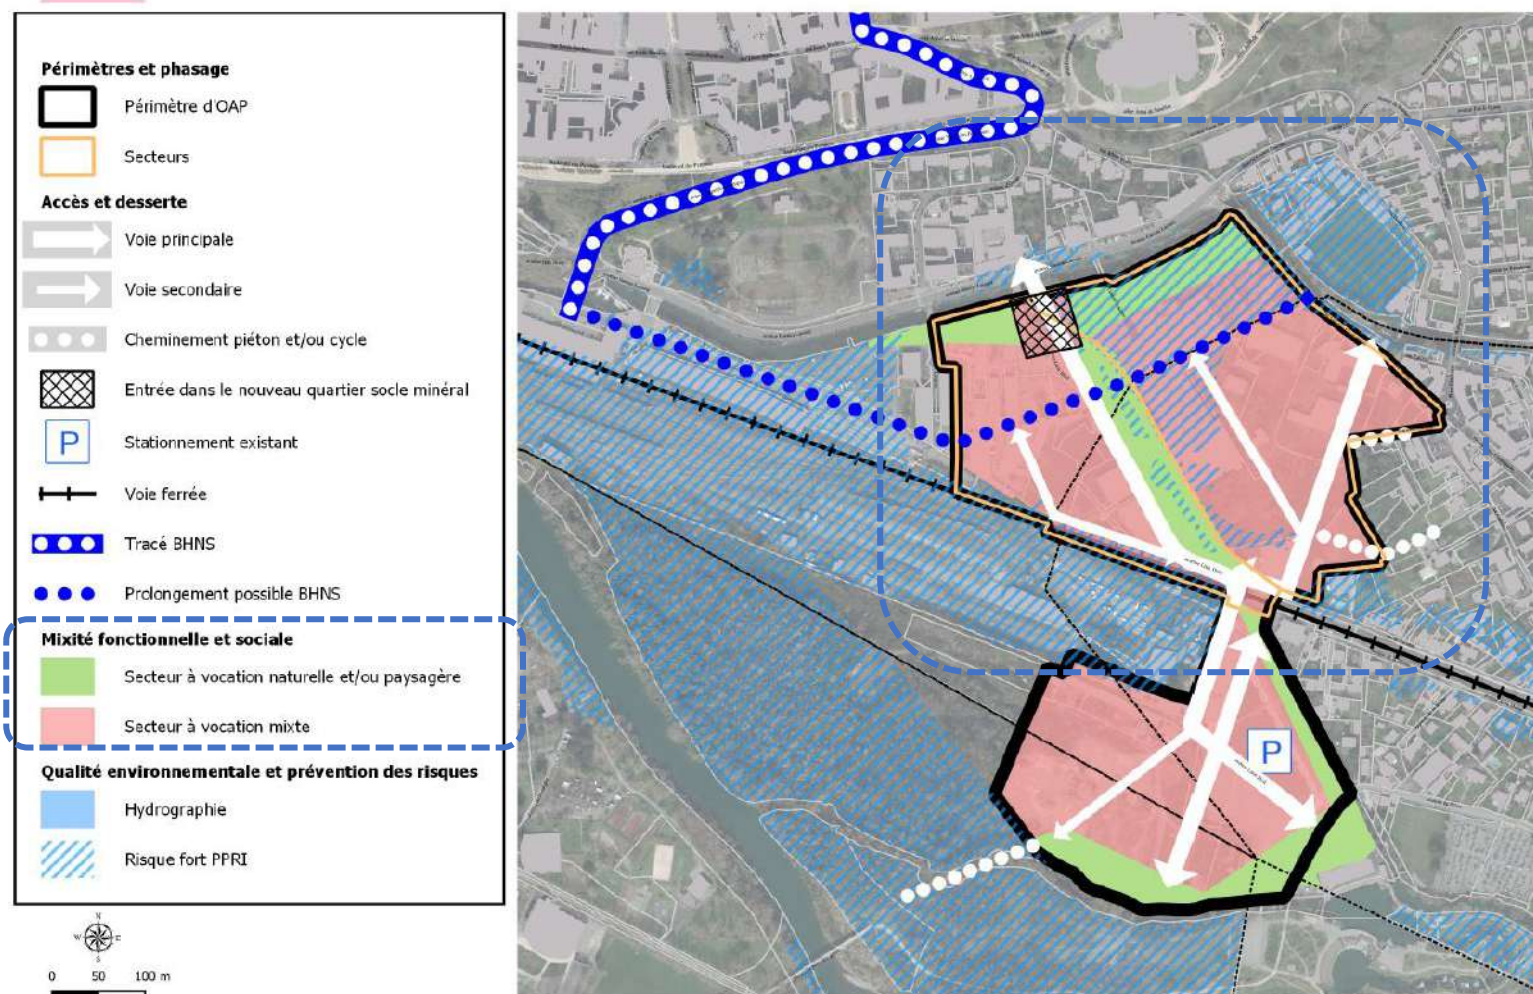 Périmètres et phasage
Périmètre d'OAP
Secteurs
Accès et desserte
Voie principale
Voie secondaire
Cheminement piéton et/ou cycle
Entrée dans le nouveau quartier socle minéral
P
Stationnement existant
Voie ferrée
Tracé BHNS
Prolongement possible BHNS
Mixité fonctionnelle et sociale
Secteur à vocation naturelle et/ou paysagère
Secteur à vocation mixte
Qualité environnementale et prévention des risques
Hydrographie
Risque fort PPRI
N
W E
S
0 50 100 m
P